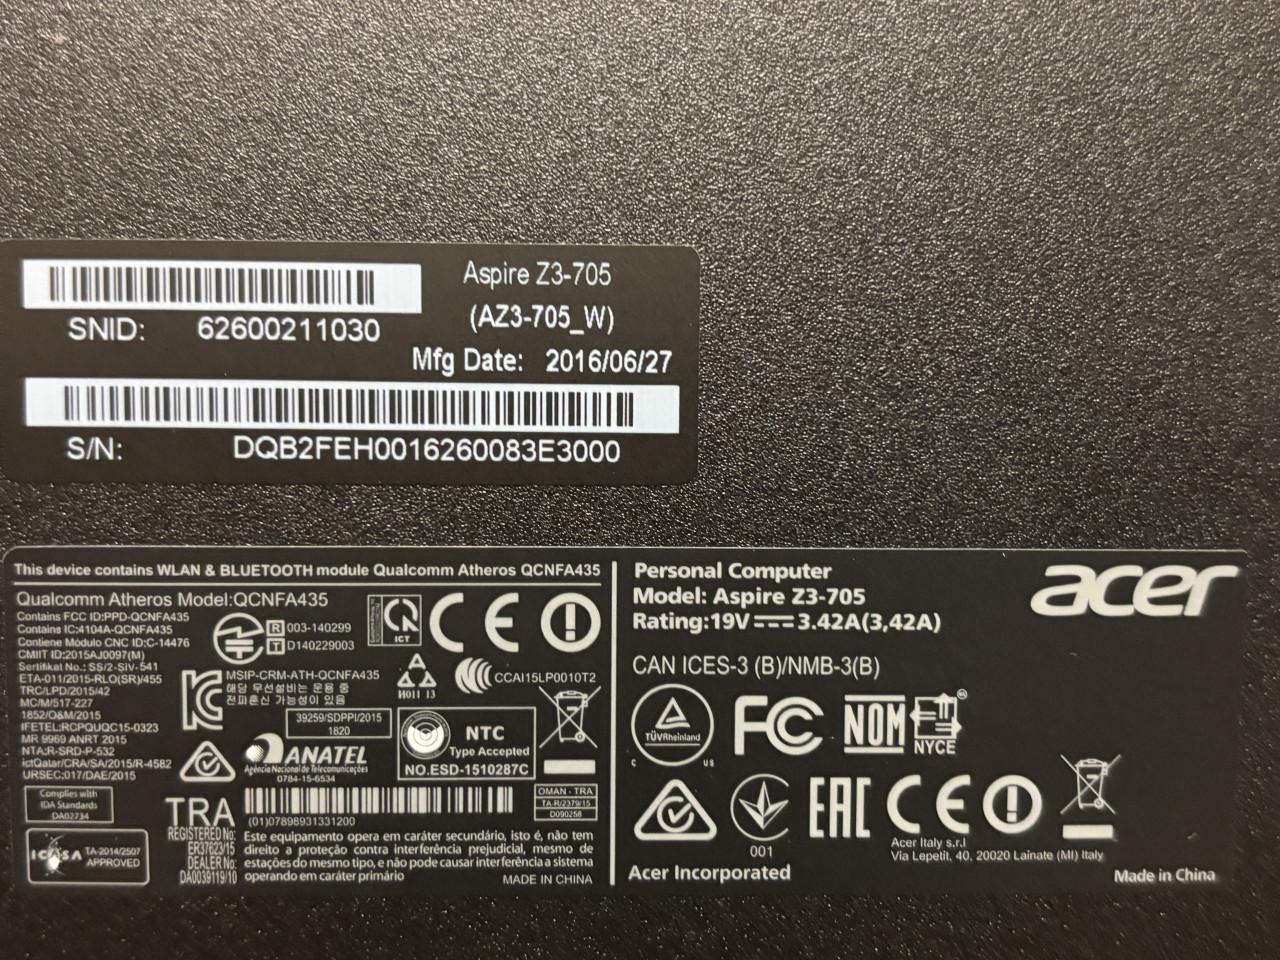 Aspire Z3-705
(AZ3-705_W)
SNID: 62600211030
Mfg Date: 2016/06/27
S/N: DQB2FEH0016260083E3000
This device contains WLAN & BLUETOOTH module Qualcomm Atheros QCNFA435
Qualcomm Atheros Model:QCNFA435
Contains FCC ID:PPD-QCNFA435
Contains IC:4104A-QCNFA435
Contiene Módulo CNC ID:C-14476
CMIIT ID:2015AJ0097(M)
Sertifikat No.: SS/2-SIV-541
ETA-011/2015-RLO(SR)/455
TRC/LPD/2015/42
MC/M/517-227
1852/O&M/2015
IFETEL:RCPQUQC15-0323
MR 9969 ANRT 2015
NTA:R-SRD-P-532
ictQatar/CRA/SA/2015/R-4582
URSEC:017/DAE/2015
R 003-140299
T D140229003
ICT
CE
MSIP-CRM-ATH-QCNFA435
해당 무선설비는 운용 중
전파혼신 가능성이 있음
И011 13
CCAI15LP0010T2
39259/SDPPI/2015
1820
ANATEL
Agência Nacional de Telecomunicações
0784-15-6534
NTC
Type Accepted
NO.ESD-1510287C
Complies with
IDA Standards
DA02734
ICASA TA-2014/2507
APPROVED
TRA
REGISTERED No:
ER37623/15
DEALER No:
DA0039119/10
(01)07898931331200
OMAN - TRA
TA-R/2379/15
D090258
Este equipamento opera em caráter secundário, isto é, não tem
direito a proteção contra interferência prejudicial, mesmo de
estações do mesmo tipo, e não pode causar interferência a sistema
operando em caráter primário
MADE IN CHINA
Personal Computer
Model: Aspire Z3-705
Rating:19V 3.42A(3,42A)
acer
CAN ICES-3 (B)/NMB-3(B)
TÜVRheinland
C US
FC
NOM
NYCE
001
EAC
CE
Acer Italy s.r.l
Via Lepetit, 40, 20020 Lainate (MI) Italy
Acer Incorporated
Made in China